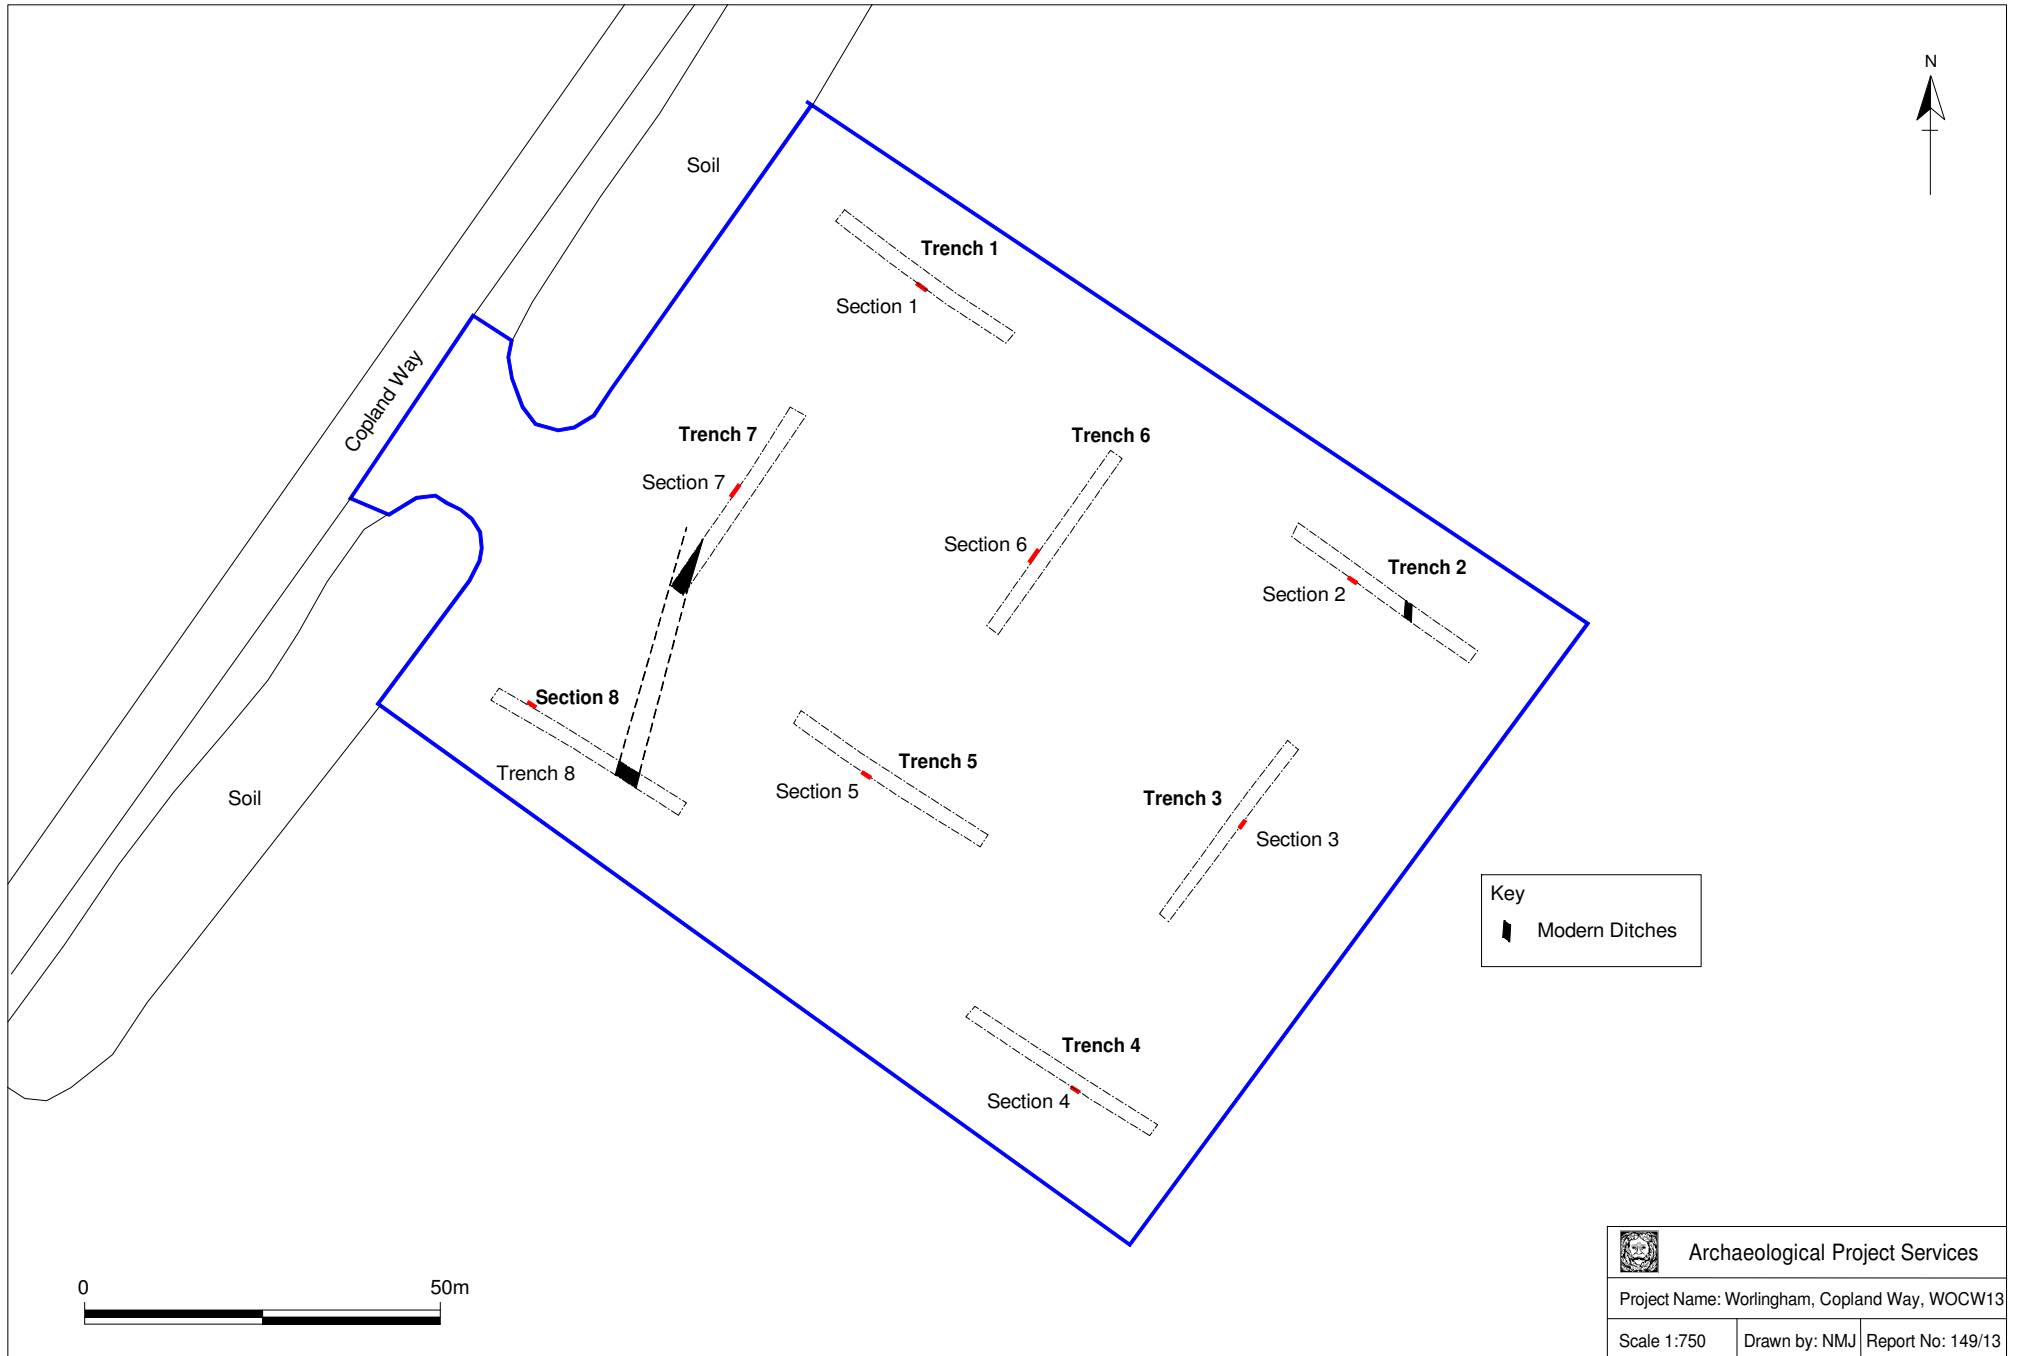 N
Soil
Trench 1
Section 1
Copland Way
Trench 7
Section 7
Trench 6
Section 6
Trench 2
Section 2
Section 8
Trench 8
Trench 5
Section 5
Trench 3
Section 3
Soil
Key
Modern Ditches
Trench 4
Section 4
0 50m
Archaeological Project Services
Project Name: Worlingham, Copland Way, WOCW13
Scale 1:750
Drawn by: NMJ
Report No: 149/13